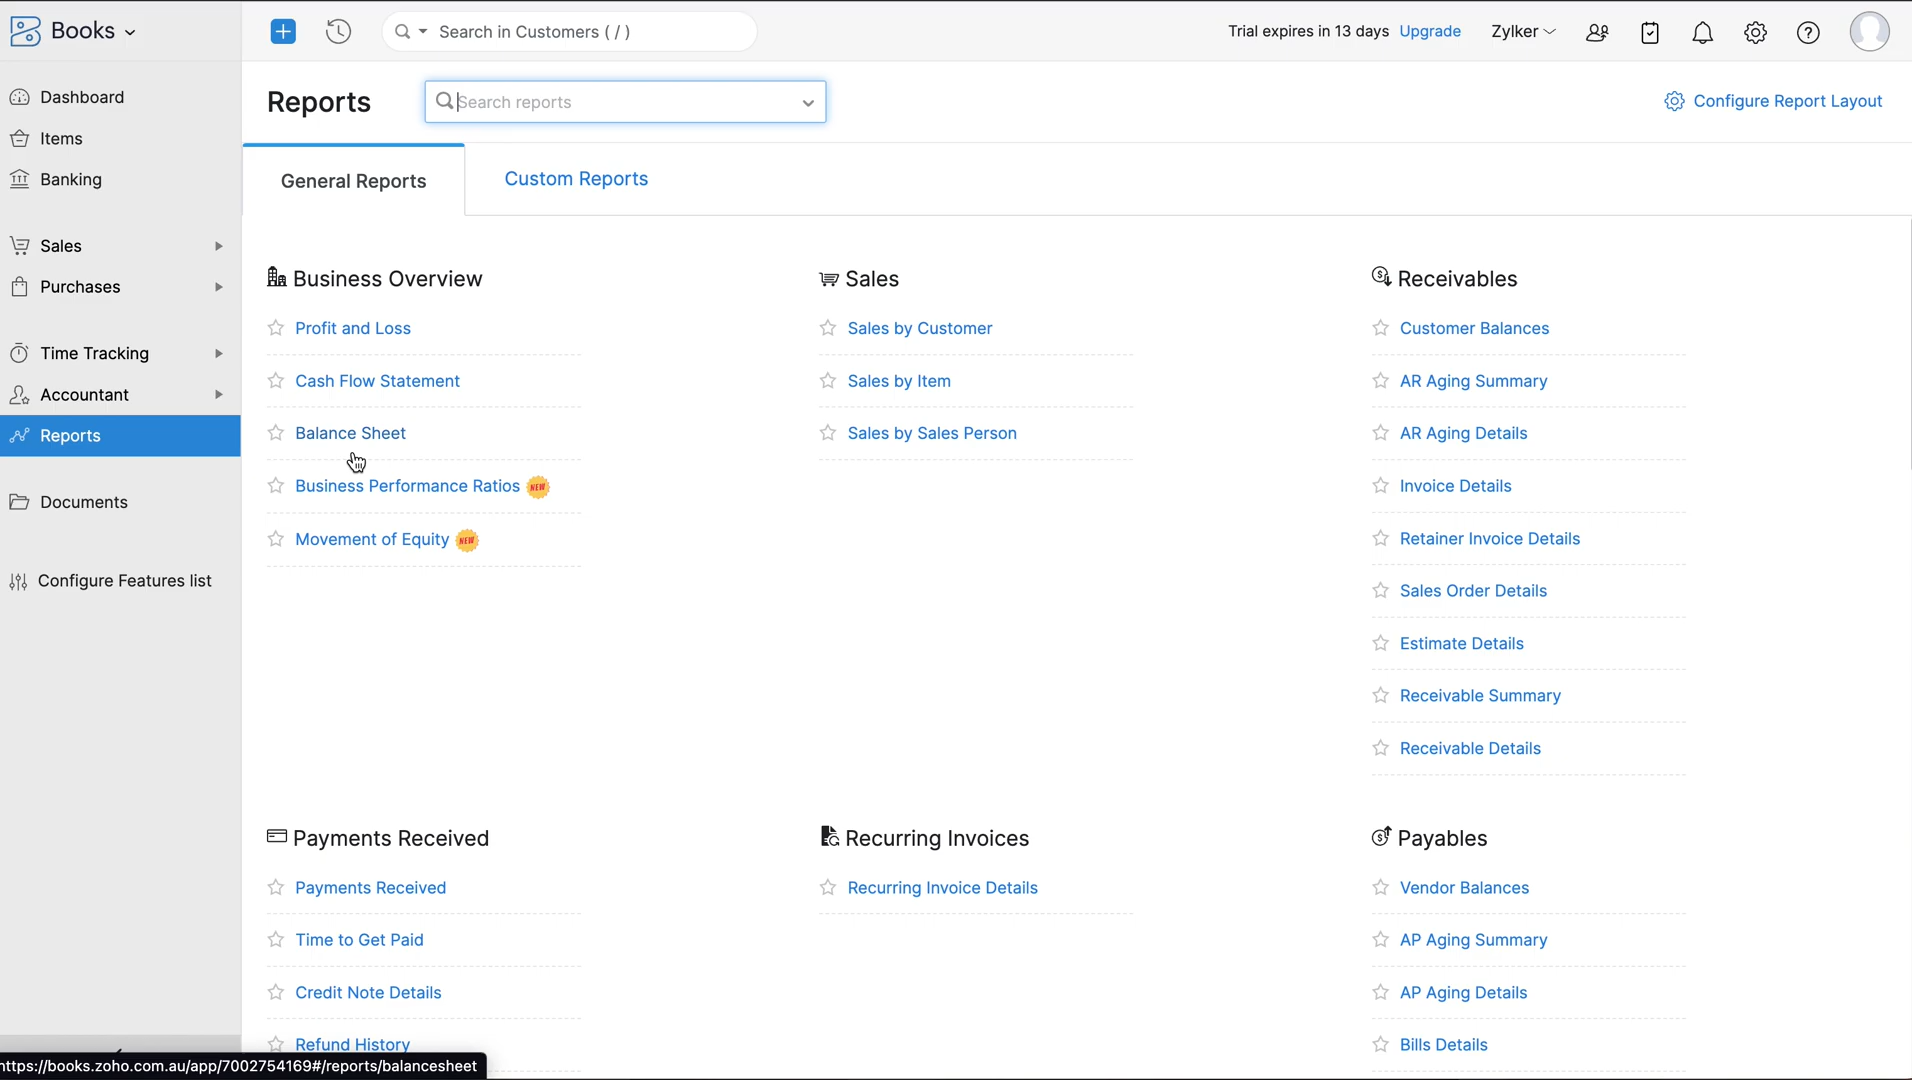 Books
Search in Customers ( / )
Trial expires in 13 days Upgrade
Zylker
Dashboard
Items
Banking
Sales
Purchases
Time Tracking
Accountant
Reports
Documents
Configure Features list
Reports
Search reports
Configure Report Layout
General Reports
Custom Reports
Business Overview
Profit and Loss
Cash Flow Statement
Balance Sheet
Business Performance Ratios NEW
Movement of Equity NEW
Sales
Sales by Customer
Sales by Item
Sales by Sales Person
Receivables
Customer Balances
AR Aging Summary
AR Aging Details
Invoice Details
Retainer Invoice Details
Sales Order Details
Estimate Details
Receivable Summary
Receivable Details
Payments Received
Payments Received
Time to Get Paid
Credit Note Details
Refund History
Recurring Invoices
Recurring Invoice Details
Payables
Vendor Balances
AP Aging Summary
AP Aging Details
Bills Details
https://books.zoho.com.au/app/7002754169#/reports/balancesheet